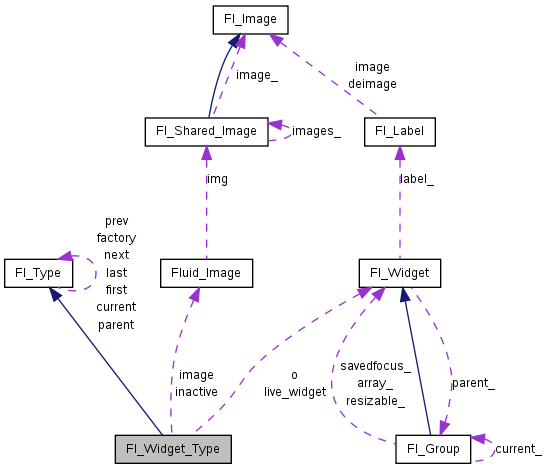 Fl_Image
image_
image
deimage
Fl_Shared_Image
images_
Fl_Label
img
label_
prev
factory
next
last
first
current
parent
Fl_Type
Fluid_Image
Fl_Widget
image
inactive
o
live_widget
savedfocus_
array_
resizable_
parent_
Fl_Widget_Type
Fl_Group
current_